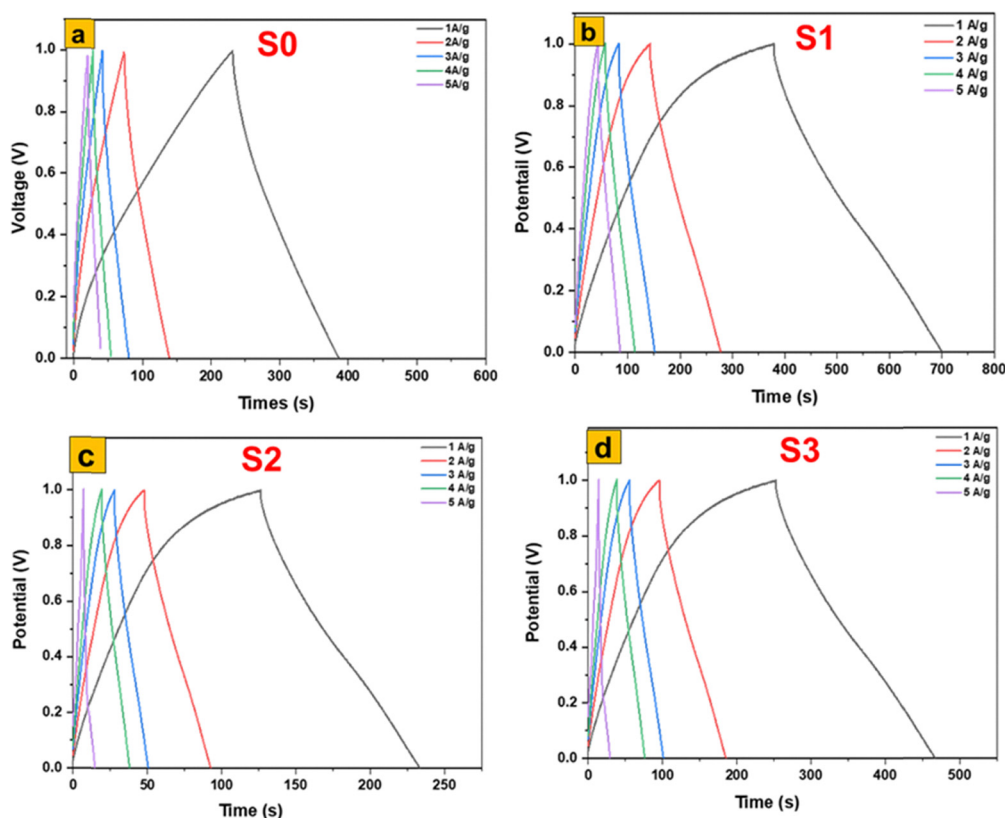 a
S0
1A/g
2A/g
3A/g
4A/g
5A/g
1.0
0.8
0.6
0.4
0.2
0.0
Voltage (V)
0 100 200 300 400 500 600
Times (s)
b
S1
1 A/g
2 A/g
3 A/g
4 A/g
5 A/g
1.0
0.8
0.6
0.4
0.2
0.0
Potentail (V)
0 100 200 300 400 500 600 700 800
Time (s)
c
S2
1 A/g
2 A/g
3 A/g
4 A/g
5 A/g
1.0
0.8
0.6
0.4
0.2
0.0
Potential (V)
0 50 100 150 200 250
Time (s)
d
S3
1 A/g
2 A/g
3 A/g
4 A/g
5 A/g
1.0
0.8
0.6
0.4
0.2
0.0
Potential (V)
0 100 200 300 400 500
Time (s)